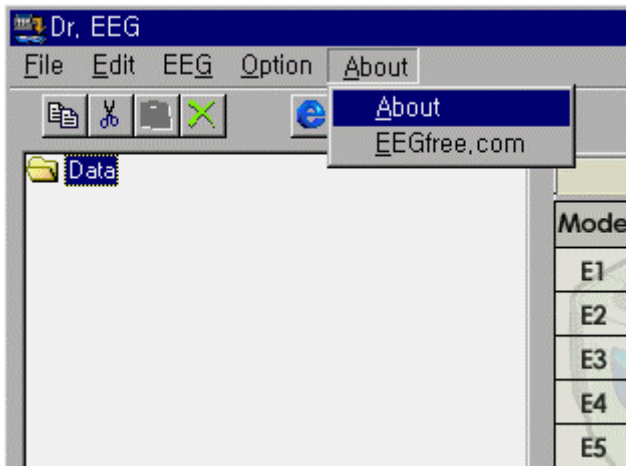 Dr. EEG
File Edit EEG Option About
About
EEGfree.com
Data
Mode
E1
E2
E3
E4
E5